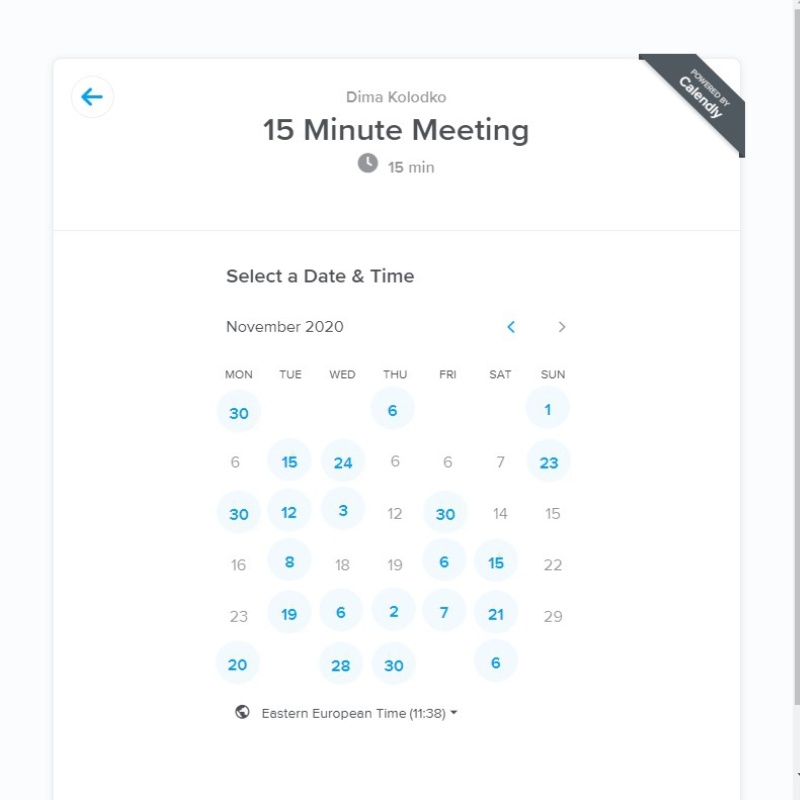 POWERED BY
Calendly
Dima Kolodko
15 Minute Meeting
15 min
Select a Date & Time
November 2020
MON TUE WED THU FRI SAT SUN
30 6 1
6 15 24 6 6 7 23
30 12 3 12 30 14 15
16 8 18 19 6 15 22
23 19 6 2 7 21 29
20 28 30 6
Eastern European Time (11:38)